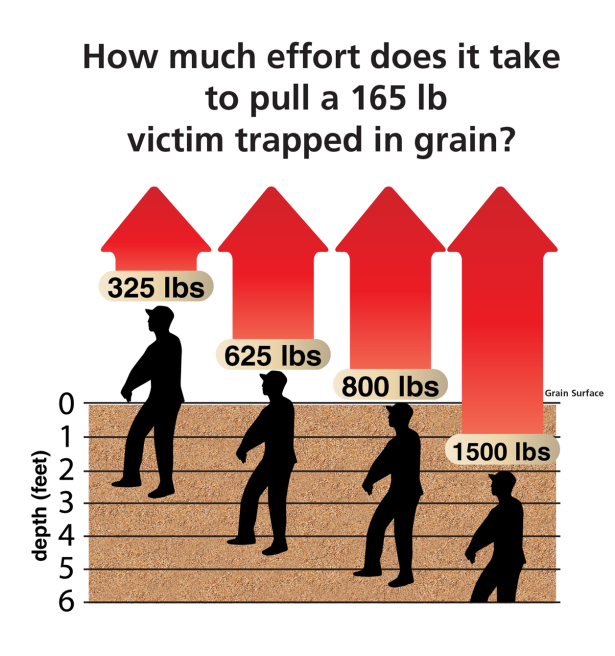 How much effort does it take
to pull a 165 lb
victim trapped in grain?
325 lbs
625 lbs
800 lbs
1500 lbs
Grain Surface
depth (feet)
0
1
2
3
4
5
6